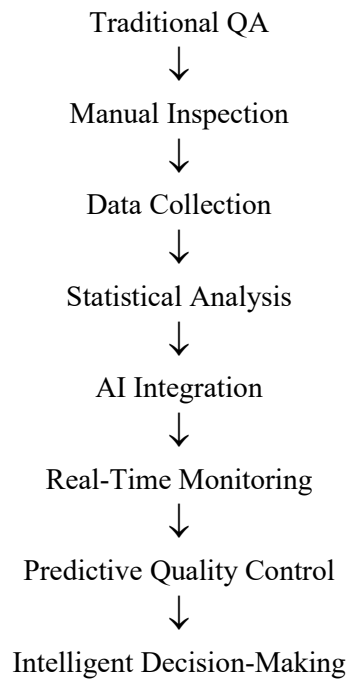 Traditional QA
↓
Manual Inspection
↓
Data Collection
↓
Statistical Analysis
↓
AI Integration
↓
Real-Time Monitoring
↓
Predictive Quality Control
↓
Intelligent Decision-Making